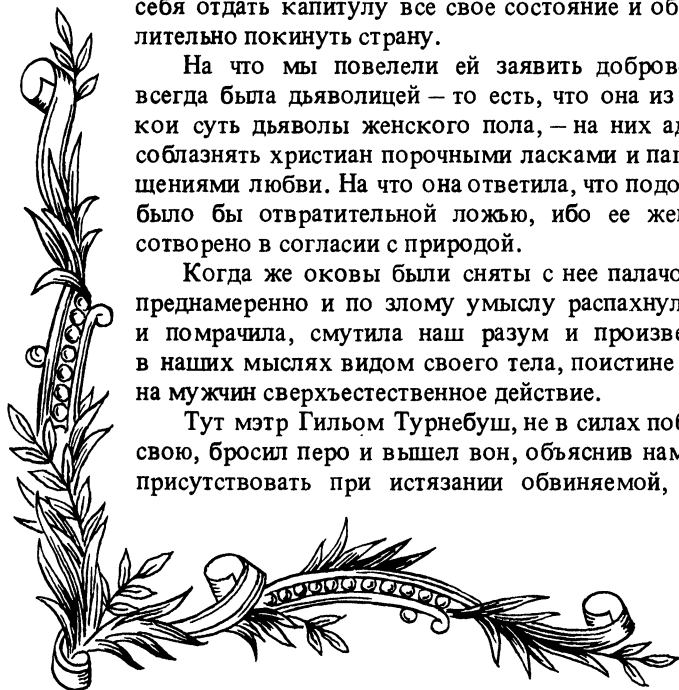 себя отдать капитулу все свое состояние и об
лительно покинуть страну.
На что мы повелели ей заявить добров
всегда была дьяволицей – то есть, что она из
кои суть дьяволы женского пола, – на них ад
соблазнять христиан порочными ласками и па
щениями любви. На что она ответила, что подо
было бы отвратительной ложью, ибо ее же
сотворено в согласии с природой.
Когда же оковы были сняты с нее палачо
преднамеренно и по злому умыслу распахнул
и помрачила, смутила наш разум и произве
в наших мыслях видом своего тела, поистине
на мужчин сверхъестественное действие.
Тут мэтр Гильом Турнебуш, не в силах поб
свою, бросил перо и вышел вон, объяснив нам
присутствовать при истязании обвиняемой,